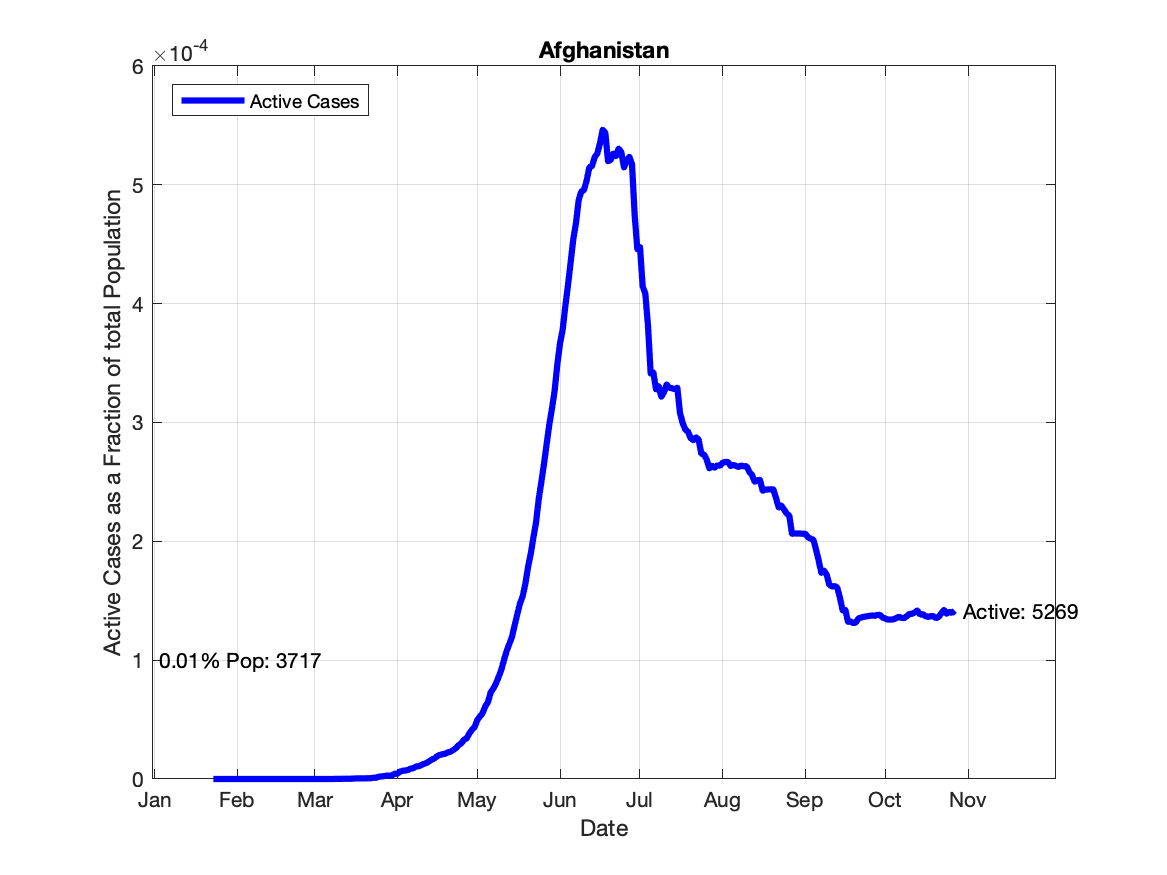 Afghanistan
×10-4
Active Cases
6
5
4
3
2
1
0
Active Cases as a Fraction of total Population
0.01% Pop: 3717
Active: 5269
Jan Feb Mar Apr May Jun Jul Aug Sep Oct Nov
Date